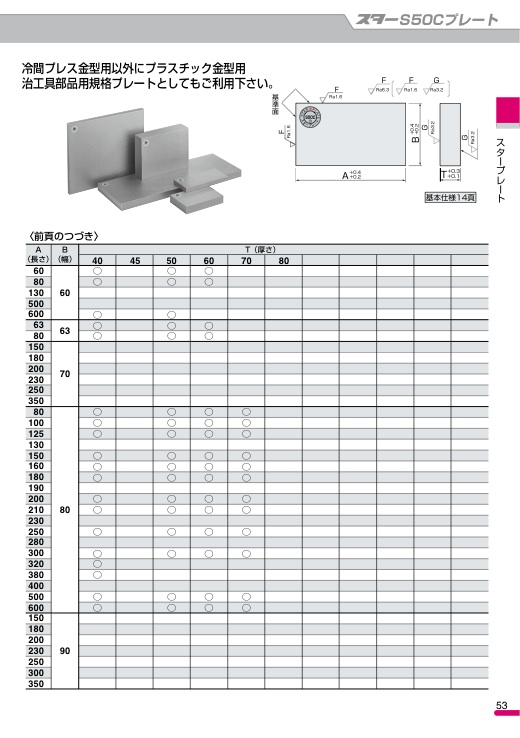 スターS50Cプレート
冷間プレス金型用以外にプラスチック金型用
治工具部品用規格プレートとしてもご利用下さい。
基準面
F
Ra1.6
F
Ra6.3
F
Ra1.6
G
Ra3.2
S50C
F
Ra1.6
B +0.4 +0.2
G
Ra3.2
G
Ra3.2
A +0.4 +0.2
T +0.3 +0.1
基本仕様14頁
スタープレート
〈前頁のつづき〉
A (長さ) B (幅) T (厚さ)
40 45 50 60 70 80
60 ○ ○ ○
80 ○ ○ ○
130 60
500
600 ○ ○
63 63 ○ ○ ○
80 ○ ○ ○
150
180
200 70
230
250
350
80 ○ ○ ○ ○
100 ○ ○ ○ ○
125 ○ ○ ○ ○
130
150 ○ ○ ○ ○
160 ○ ○ ○ ○
180 ○ ○ ○ ○
190
200 ○ ○ ○ ○
210 80 ○ ○ ○ ○
230
250 ○ ○ ○ ○
280
300 ○ ○ ○ ○
320 ○
380 ○
400
500 ○ ○ ○ ○
600 ○ ○ ○ ○
150
180
200
230 90
250
300
350
53